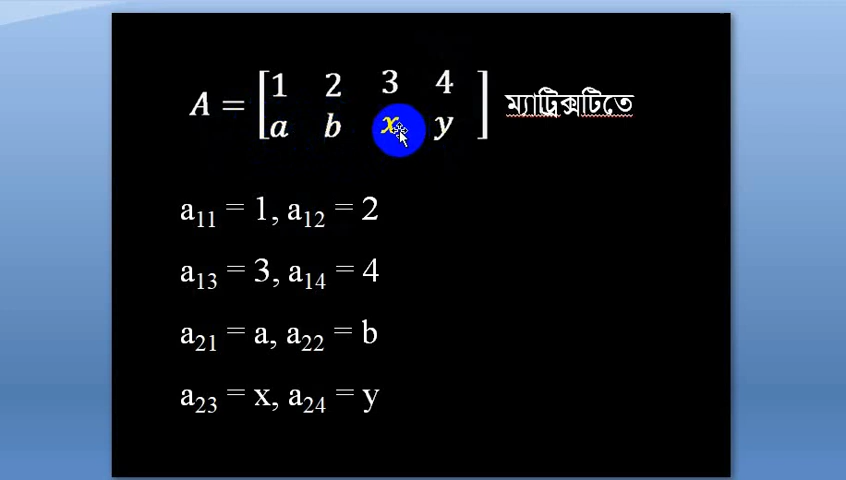 A = [1 2 3 4
a b x y] ম্যাট্রিক্সটিতে
a₁₁ = 1, a₁₂ = 2
a₁₃ = 3, a₁₄ = 4
a₂₁ = a, a₂₂ = b
a₂₃ = x, a₂₄ = y